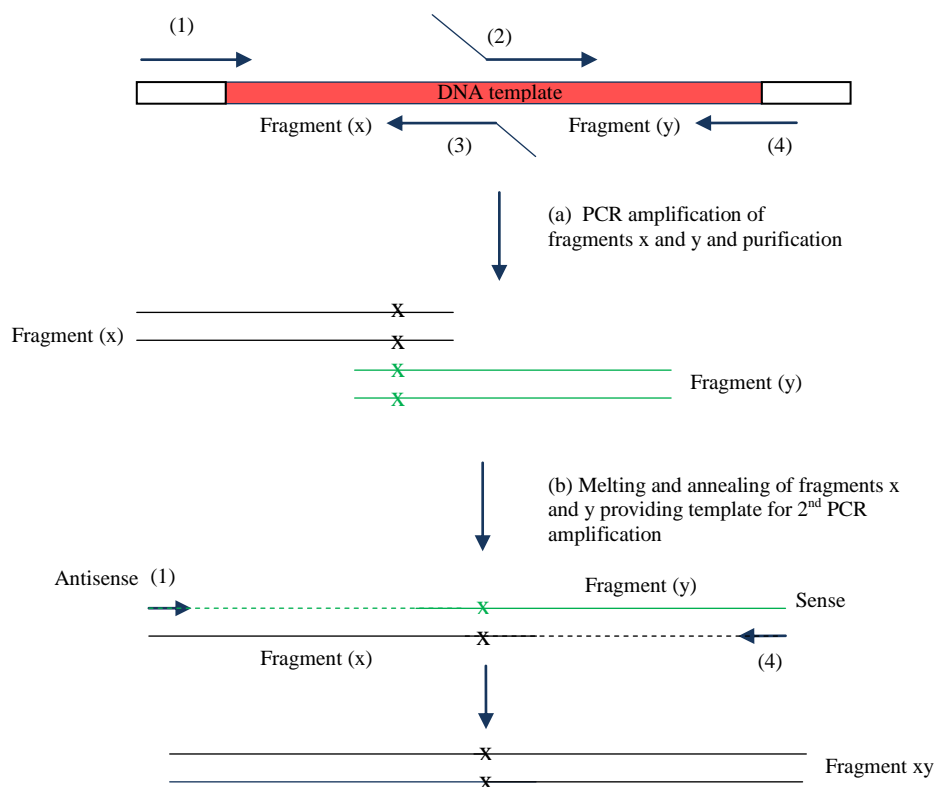 (1)
(2)
DNA template
Fragment (x)
(3)
Fragment (y)
(4)
(a) PCR amplification of
fragments x and y and purification
x
Fragment (x)
x
x
Fragment (y)
x
(b) Melting and annealing of fragments x
and y providing template for 2nd PCR
amplification
Antisense (1)
Fragment (y)
x
Sense
x
Fragment (x)
(4)
x
Fragment xy
x